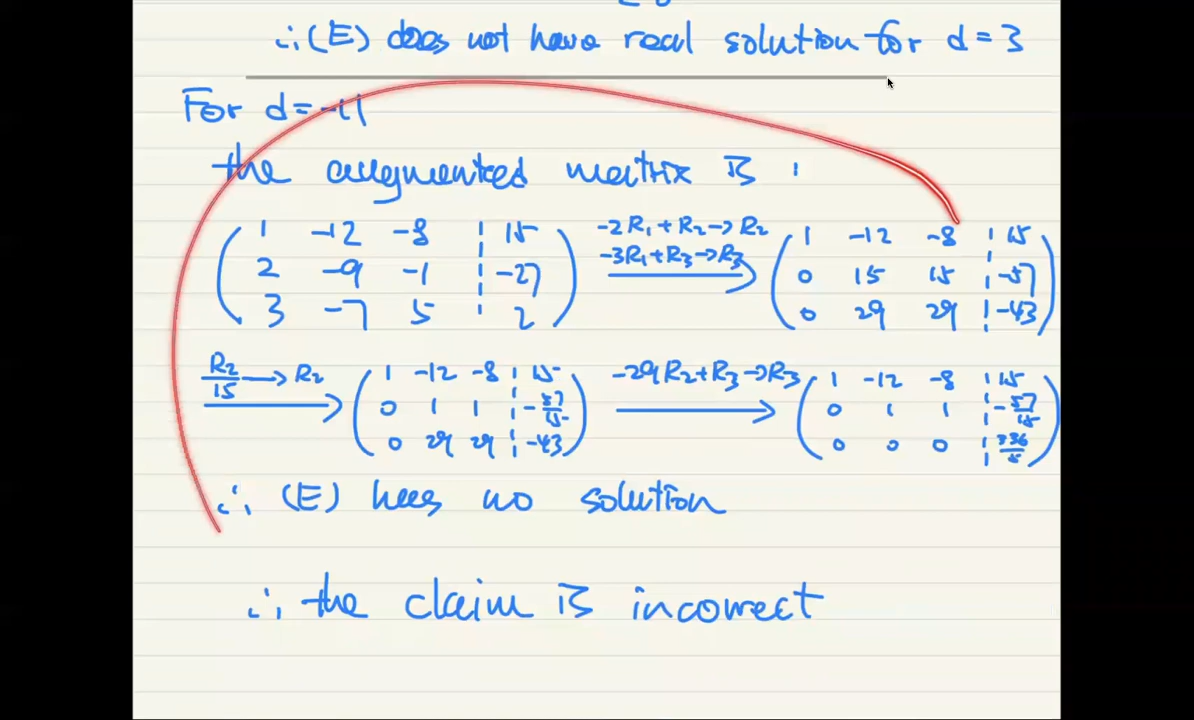 ∴ (E) does not have real solution for d = 3
For d = -11
the augmented matrix is :
( 1 -12 -8 ¦ 15 ) -2R₁+R₂→R₂ ( 1 -12 -8 ¦ 15 )
( 2 -9 -1 ¦ -27 ) -3R₁+R₃→R₃ ( 0 15 15 ¦ -57 )
( 3 -7 5 ¦ 2 ) ( 0 29 29 ¦ -43 )
R₂/15 → R₂ ( 1 -12 -8 ¦ 15 ) -29R₂+R₃→R₃ ( 1 -12 -8 ¦ 15 )
( 0 1 1 ¦ -57/15 ) ( 0 1 1 ¦ -57/15 )
( 0 29 29 ¦ -43 ) ( 0 0 0 ¦ 336/5 )
∴ (E) has no solution
∴ the claim is incorrect